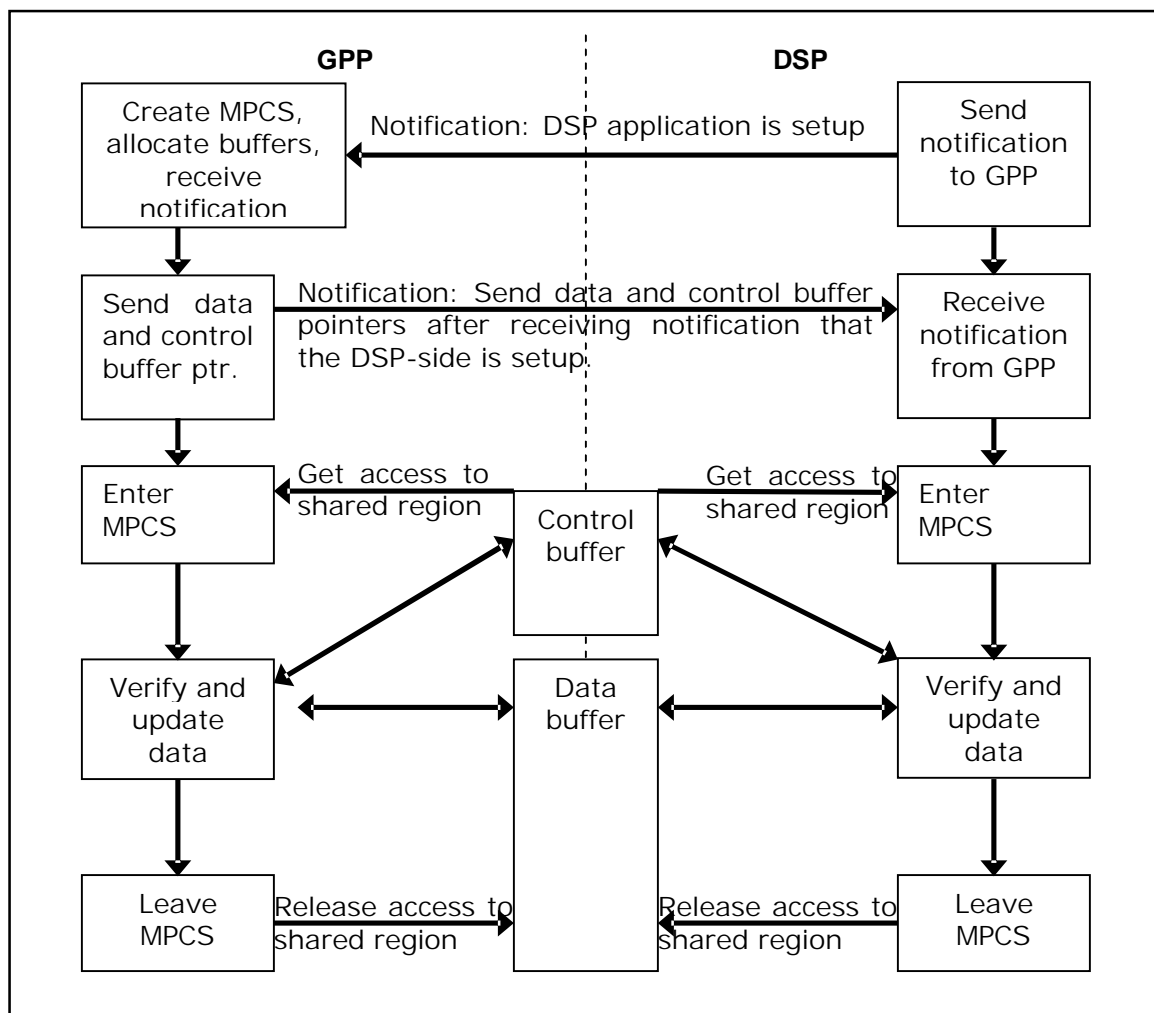 GPP
DSP
Create MPCS,
allocate buffers,
receive
notification
Notification: DSP application is setup
Send
notification
to GPP
Send data
and control
buffer ptr.
Notification: Send data and control buffer
pointers after receiving notification that
the DSP-side is setup.
Receive
notification
from GPP
Enter
MPCS
Get access to
shared region
Control
buffer
Get access to
shared region
Enter
MPCS
Verify and
update
data
Data
buffer
Verify and
update
data
Leave
MPCS
Release access to
shared region
Release access to
shared region
Leave
MPCS